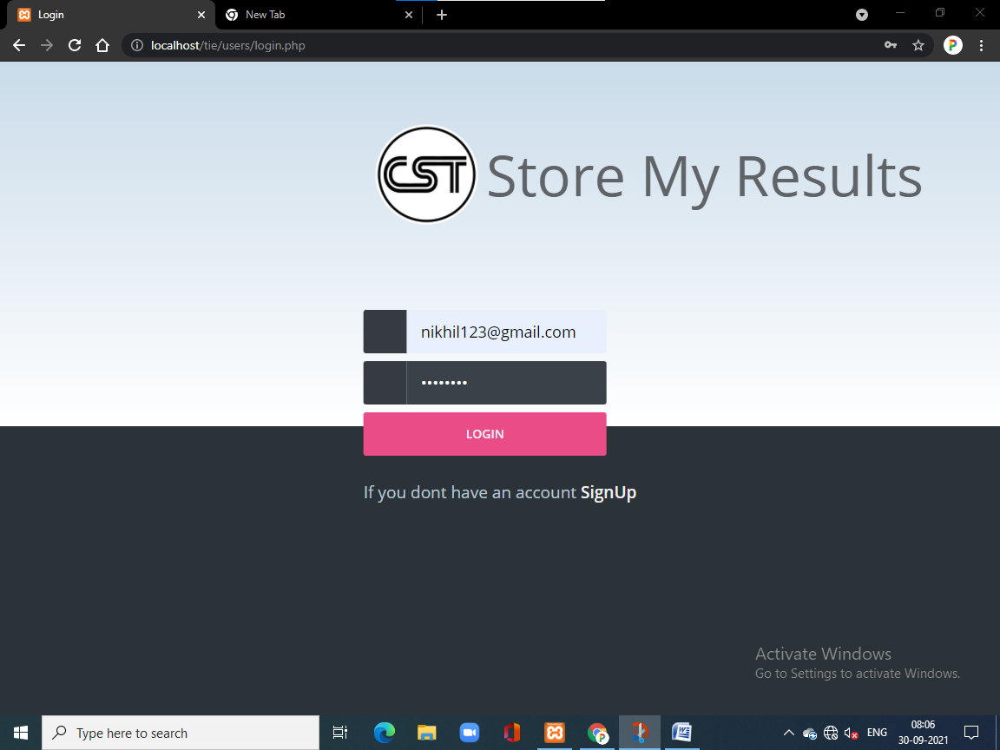 Login
New Tab
localhost/tie/users/login.php
P
CST Store My Results
nikhil123@gmail.com
••••••••
LOGIN
If you dont have an account SignUp
Activate Windows
Go to Settings to activate Windows.
Type here to search
ENG
08:06
30-09-2021